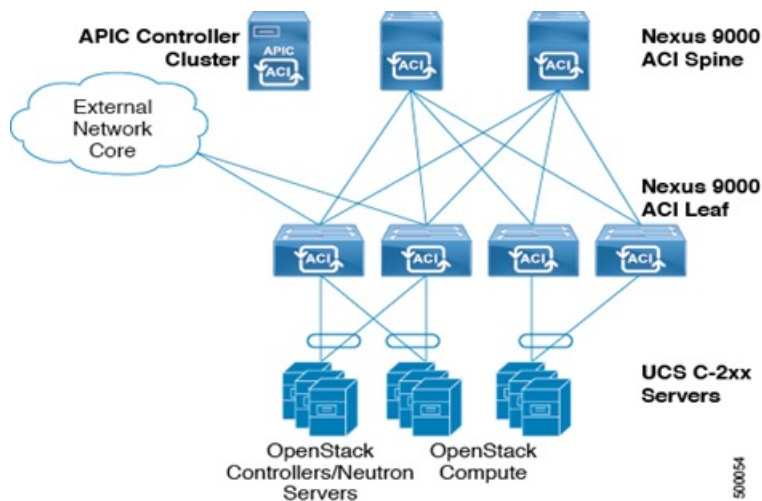 APIC Controller
Cluster
APIC
ACI
ACI
ACI
Nexus 9000
ACI Spine
External
Network
Core
Nexus 9000
ACI Leaf
ACI
ACI
ACI
ACI
UCS C-2xx
Servers
OpenStack
Controllers/Neutron
Servers
OpenStack
Compute
500054